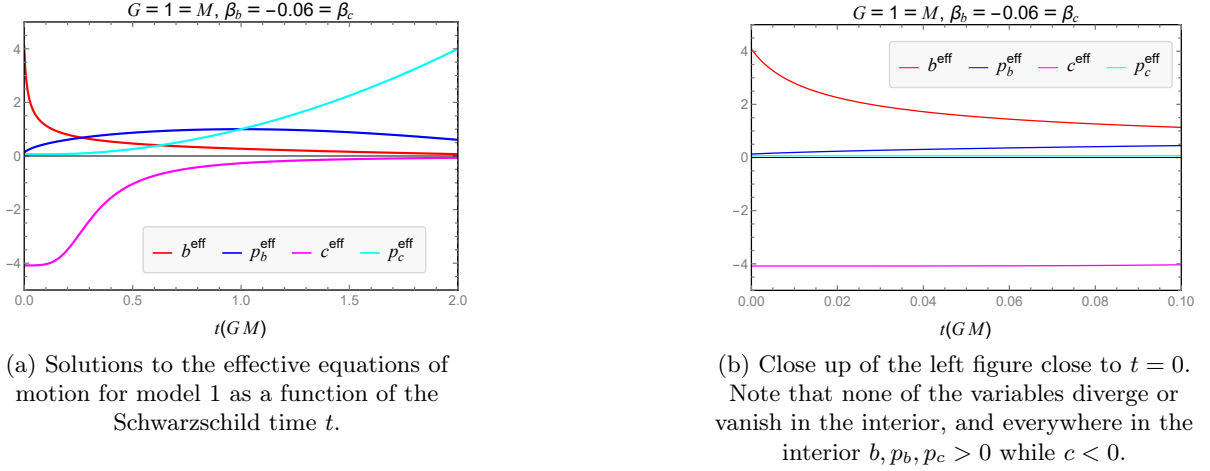 G = 1 = M, β_b = −0.06 = β_c
4
2
0
−2
−4
b^eff p_b^eff c^eff p_c^eff
0.0 0.5 1.0 1.5 2.0
t(G M)
(a) Solutions to the effective equations of
motion for model 1 as a function of the
Schwarzschild time t.
G = 1 = M, β_b = −0.06 = β_c
4
2
0
−2
−4
b^eff p_b^eff c^eff p_c^eff
0.00 0.02 0.04 0.06 0.08 0.10
t(G M)
(b) Close up of the left figure close to t = 0.
Note that none of the variables diverge or
vanish in the interior, and everywhere in the
interior b, p_b, p_c > 0 while c < 0.